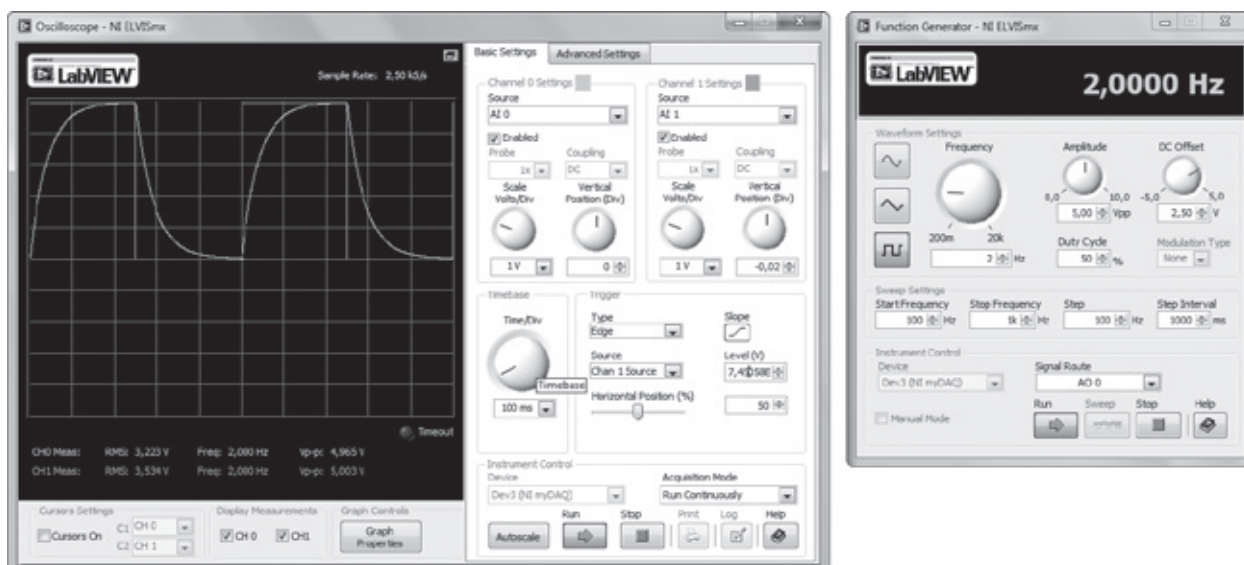 Oscilloscope - NI ELVISmx
LabVIEW
Sample Rate: 2,50 kS/s
Timeout
CH0 Meas: RMS: 3,223 V Freq: 2,000 Hz Vp-p: 4,965 V
CH1 Meas: RMS: 3,534 V Freq: 2,000 Hz Vp-p: 5,003 V
Cursors Settings
Cursors On
C1 CH 0
C2 CH 1
Display Measurements
CH 0 CH1
Graph Controls
Graph
Properties
Basic Settings Advanced Settings
Channel 0 Settings
Source
AI 0
Enabled
Probe Coupling
1x DC
Scale Vertical
Volts/Div Position (Div)
1 V 0
Channel 1 Settings
Source
AI 1
Enabled
Probe Coupling
1x DC
Scale Vertical
Volts/Div Position (Div)
1 V -0,02
Timebase
Time/Div
Timebase
100 ms
Trigger
Type Slope
Edge
Source Level (V)
Chan 1 Source
Horizontal Position (%)
50
Instrument Control
Device Acquisition Mode
Dev3 (NI myDAQ) Run Continuously
Run Stop Print Log Help
Autoscale
Function Generator - NI ELVISmx
LabVIEW
2,0000 Hz
Waveform Settings
Frequency Amplitude DC Offset
0,0 10,0 -5,0 5,0
5,00 Vpp 2,50 V
200m 20k
2 Hz
Duty Cycle Modulation Type
50 % None
Sweep Settings
Start Frequency Stop Frequency Step Step Interval
100 Hz 1k Hz 100 Hz 1000 ms
Instrument Control
Device Signal Route
Dev3 (NI myDAQ) AO 0
Manual Mode
Run Sweep Stop Help